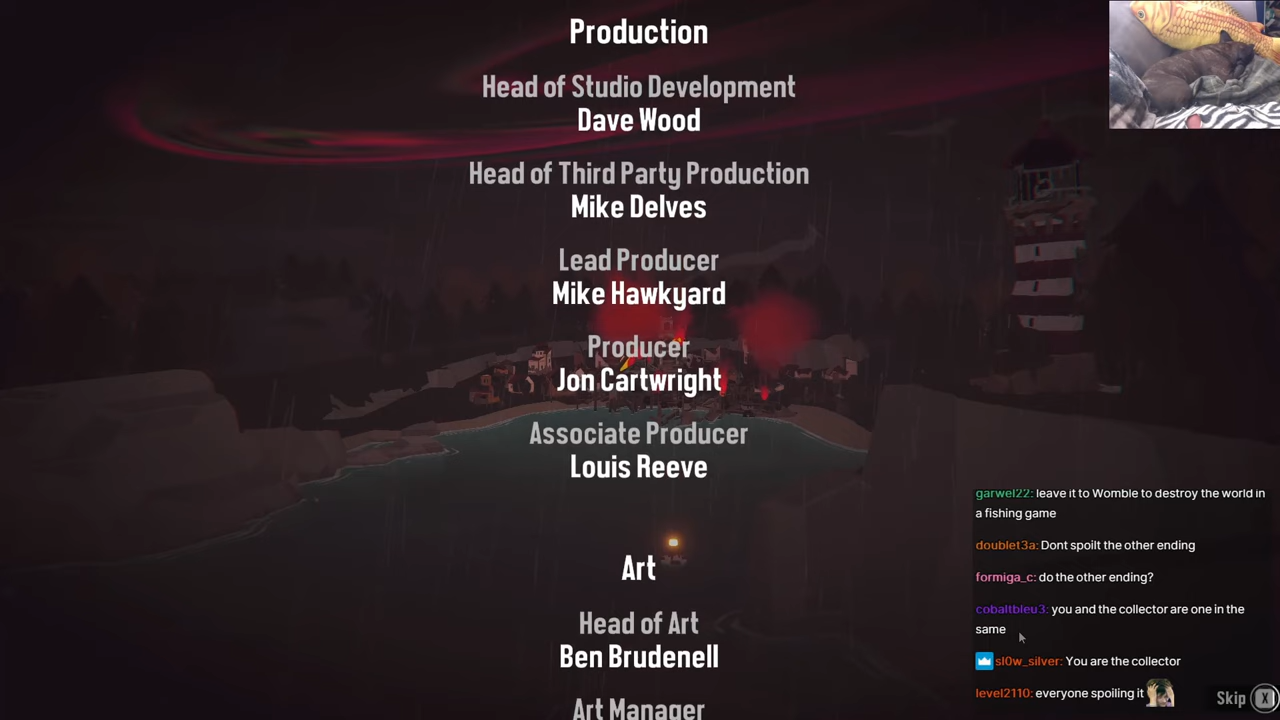 Production
Head of Studio Development
Dave Wood
Head of Third Party Production
Mike Delves
Lead Producer
Mike Hawkyard
Producer
Jon Cartwright
Associate Producer
Louis Reeve
Art
Head of Art
Ben Brudenell
Art Manager
garwel22: leave it to Womble to destroy the world in
a fishing game
doublet3a: Dont spoilt the other ending
formiga_c: do the other ending?
cobaltbleu3: you and the collector are one in the
same
sl0w_silver: You are the collector
level2110: everyone spoiling it
Skip X